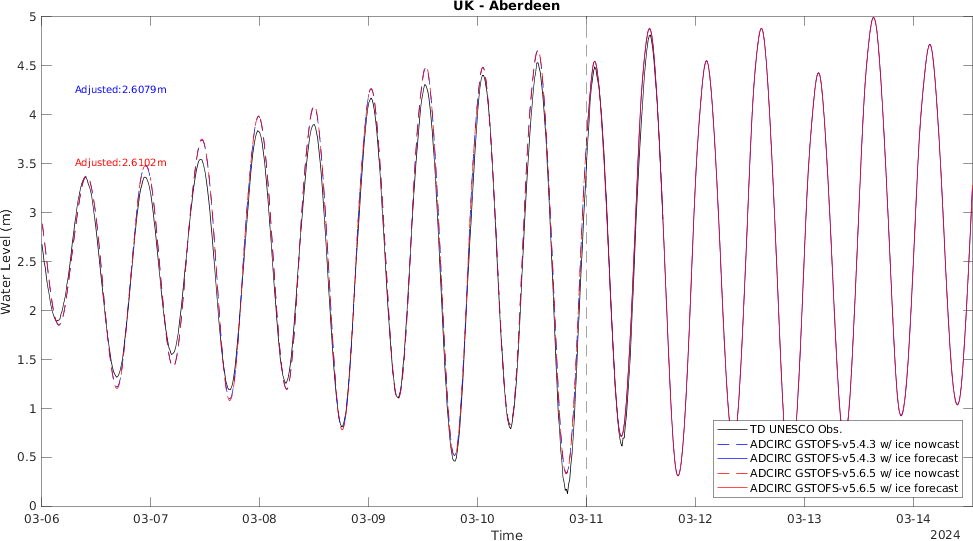 UK - Aberdeen
5
4.5
4
3.5
3
2.5
2
1.5
1
0.5
0
Water Level (m)
Adjusted:2.6079m
Adjusted:2.6102m
TD UNESCO Obs.
ADCIRC GSTOFS-v5.4.3 w/ ice nowcast
ADCIRC GSTOFS-v5.4.3 w/ ice forecast
ADCIRC GSTOFS-v5.6.5 w/ ice nowcast
ADCIRC GSTOFS-v5.6.5 w/ ice forecast
03-06 03-07 03-08 03-09 03-10 03-11 03-12 03-13 03-14
Time
2024